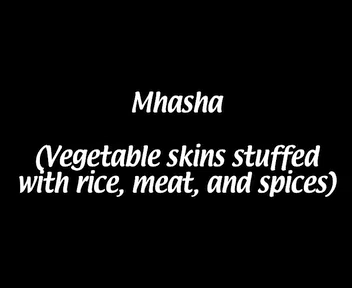 Mhasha
(Vegetable skins stuffed
with rice, meat, and spices)